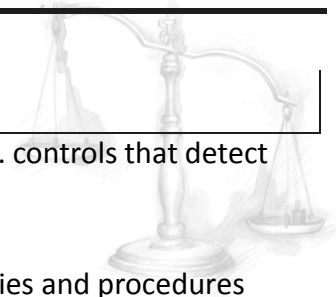 . controls that detect
ies and procedures